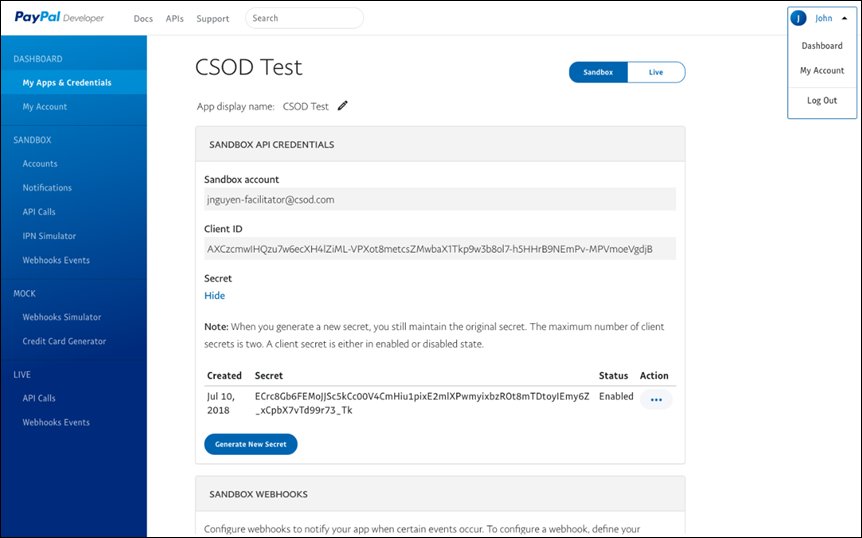 PayPal Developer
Docs
APIs
Support
Search
J
John
Dashboard
My Account
Log Out
DASHBOARD
My Apps & Credentials
My Account
SANDBOX
Accounts
Notifications
API Calls
IPN Simulator
Webhooks Events
MOCK
Webhooks Simulator
Credit Card Generator
LIVE
API Calls
Webhooks Events
CSOD Test
Sandbox
Live
App display name: CSOD Test
SANDBOX API CREDENTIALS
Sandbox account
jnguyen-facilitator@csod.com
Client ID
AXCzcmwIHQzu7w6ecXH4lZiML-VPXot8metcsZMwbaX1Tkp9w3b8ol7-h5HHrB9NEmPv-MPVmoeVgdjB
Secret
Hide
Note: When you generate a new secret, you still maintain the original secret. The maximum number of client
secrets is two. A client secret is either in enabled or disabled state.
Created Secret Status Action
Jul 10, ECrc8Gb6FEMoJJSc5kCc00V4CmHiu1pixE2mlXPwmyixbzROt8mTDtoyIEmy6Z Enabled
2018 _xCpbX7vTd99r73_Tk
Generate New Secret
SANDBOX WEBHOOKS
Configure webhooks to notify your app when certain events occur. To configure a webhook, define your